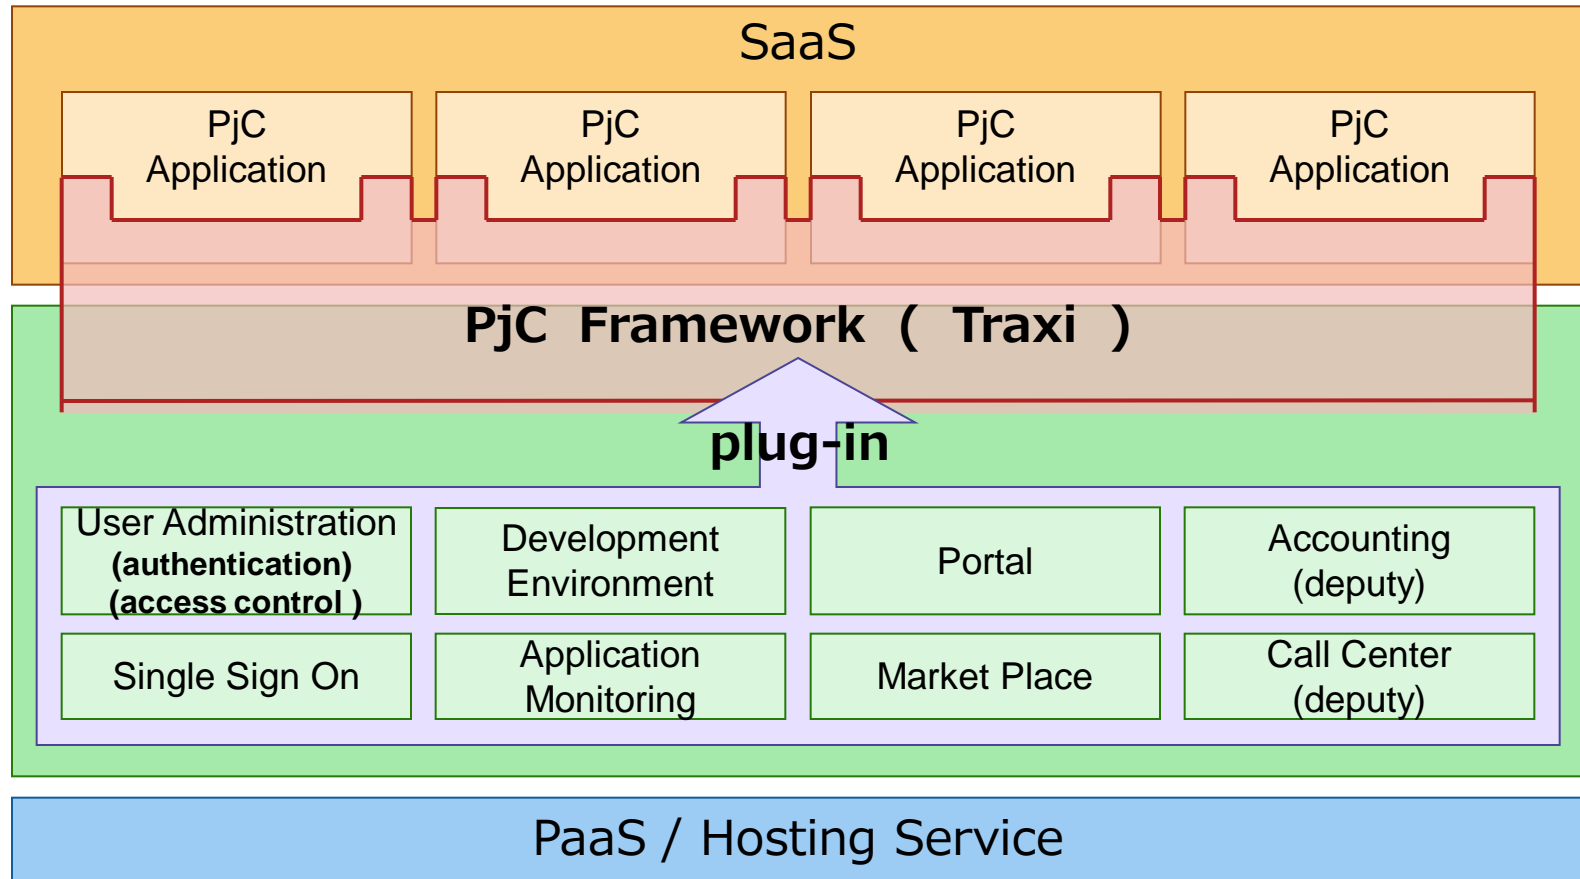 SaaS
PjC
Application
PjC
Application
PjC
Application
PjC
Application
PjC Framework ( Traxi )
plug-in
User Administration
(authentication)
(access control )
Development
Environment
Portal
Accounting
(deputy)
Single Sign On
Application
Monitoring
Market Place
Call Center
(deputy)
PaaS / Hosting Service